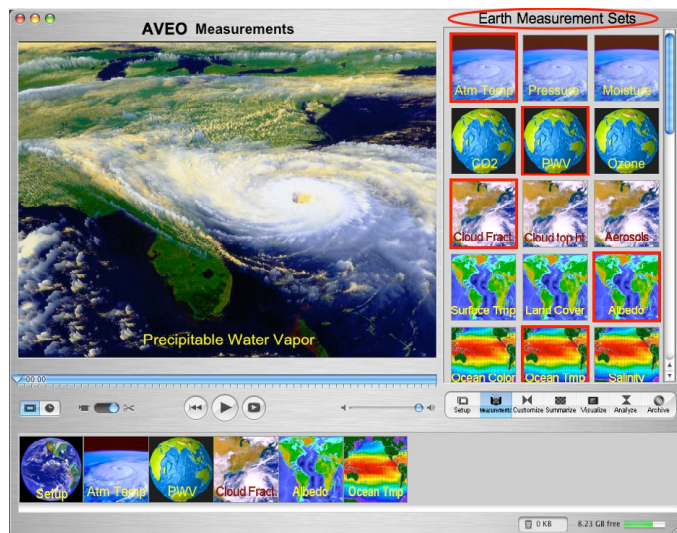 AVEO Measurements
Earth Measurement Sets
Atm Temp
Pressure
Moisture
CO2
PWV
Ozone
Cloud Fract
Cloud top ht
Aerosols
Surface Tmp
Land Cover
Albedo
Ocean Color
Ocean Tmp
Salinity
Precipitable Water Vapor
00:00
Setup
Measurements
Customize
Summarize
Visualize
Analyze
Archive
Setup
Atm Temp
PWV
Cloud Fract.
Albedo
Ocean Tmp
0 KB
8.23 GB free